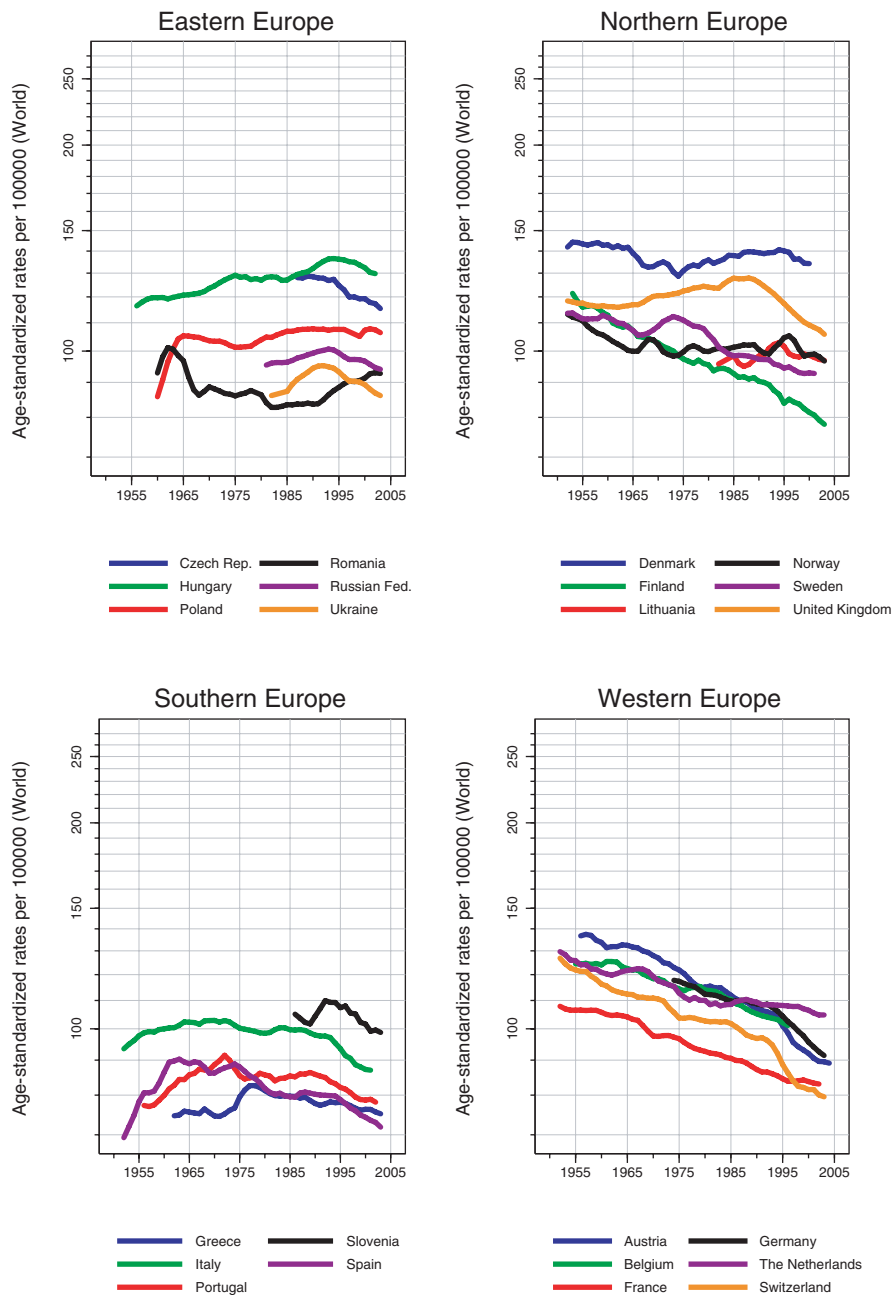 Eastern Europe
Age-standardized rates per 100000 (World)
250
200
150
100
1955 1965 1975 1985 1995 2005
Czech Rep. Romania
Hungary Russian Fed.
Poland Ukraine
Northern Europe
Age-standardized rates per 100000 (World)
250
200
150
100
1955 1965 1975 1985 1995 2005
Denmark Norway
Finland Sweden
Lithuania United Kingdom
Southern Europe
Age-standardized rates per 100000 (World)
250
200
150
100
1955 1965 1975 1985 1995 2005
Greece Slovenia
Italy Spain
Portugal
Western Europe
Age-standardized rates per 100000 (World)
250
200
150
100
1955 1965 1975 1985 1995 2005
Austria Germany
Belgium The Netherlands
France Switzerland